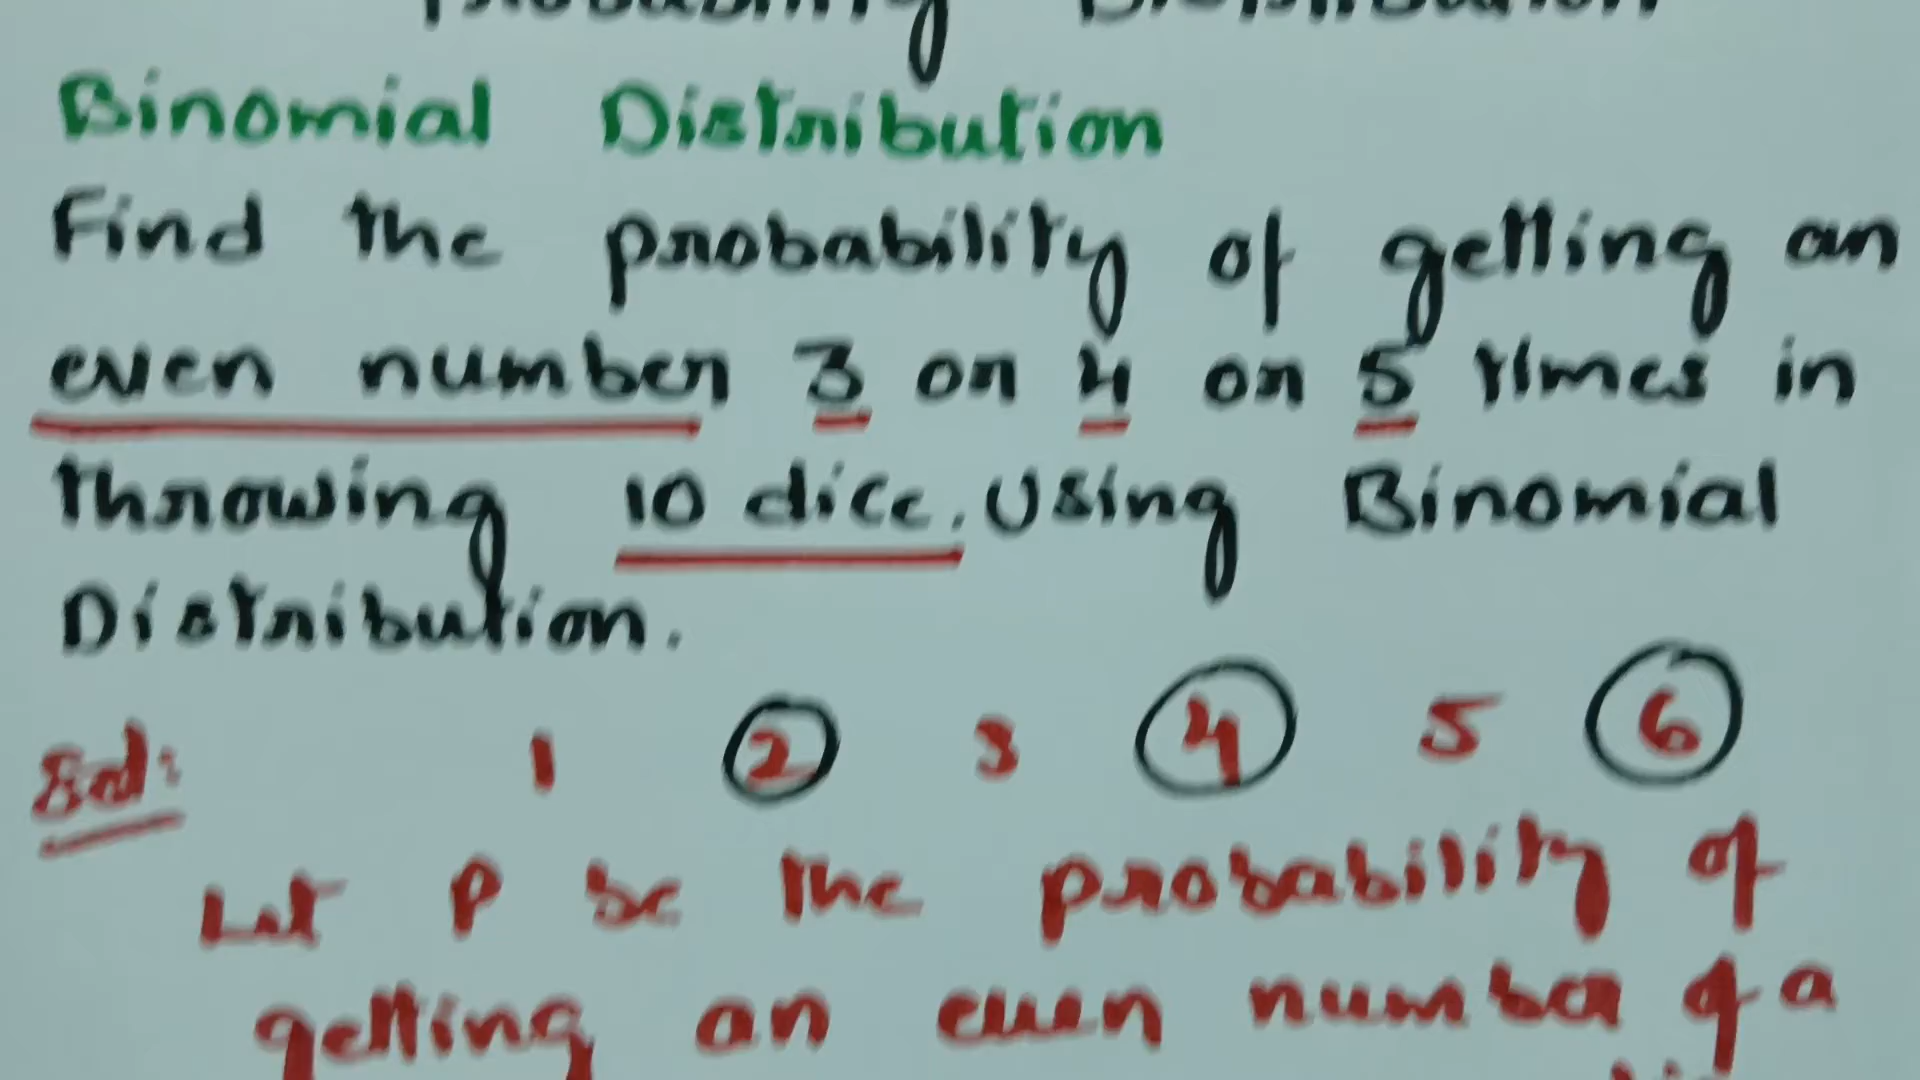 Probability Distribution
Binomial Distribution
Find the probability of getting an
even number 3 or 4 or 5 times in
throwing 10 dice. Using Binomial
Distribution.
Sol: 1 2 3 4 5 6
Let P be the probability of
getting an even number of a